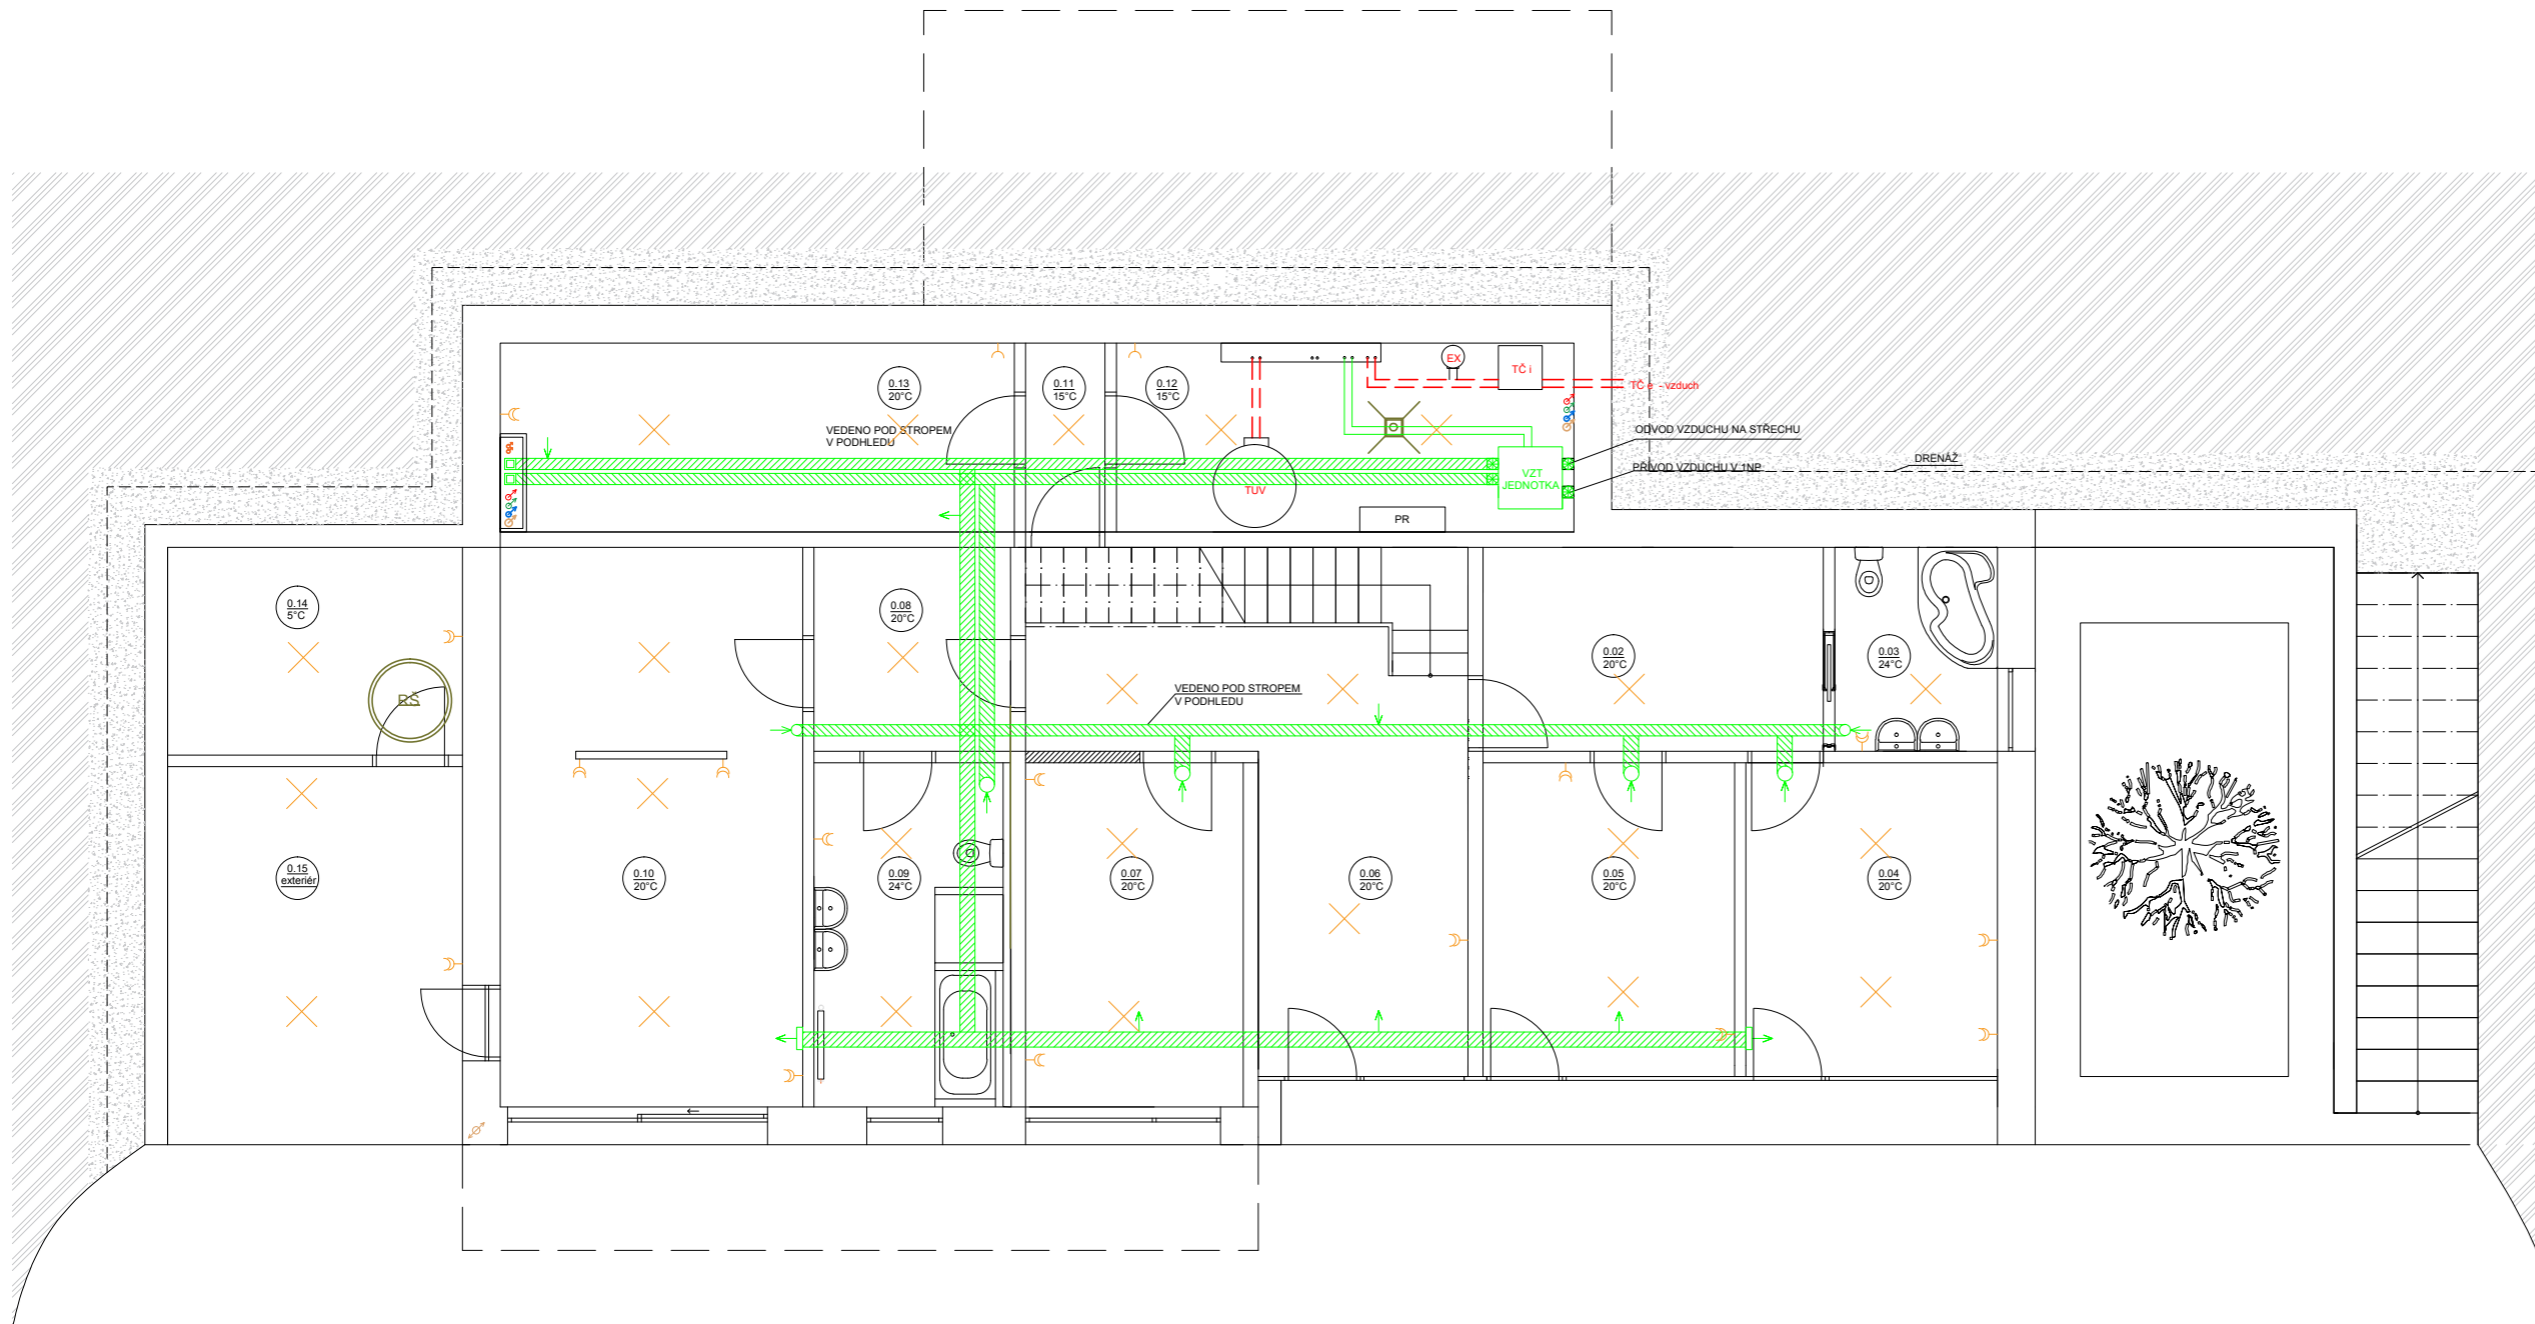 EX
TČ i
TČ e - vzduch
0.13
20°C
0.11
15°C
0.12
15°C
VEDENO POD STROPEM
V PODHLEDU
ODVOD VZDUCHU NA STŘECHU
PŘÍVOD VZDUCHU V 1NP
DRENÁŽ
VZT
JEDNOTKA
TUV
PR
0.14
5°C
0.08
20°C
0.02
20°C
0.03
24°C
RŠ
VEDENO POD STROPEM
V PODHLEDU
0.15
exteriér
0.10
20°C
0.09
24°C
0.07
20°C
0.06
20°C
0.05
20°C
0.04
20°C